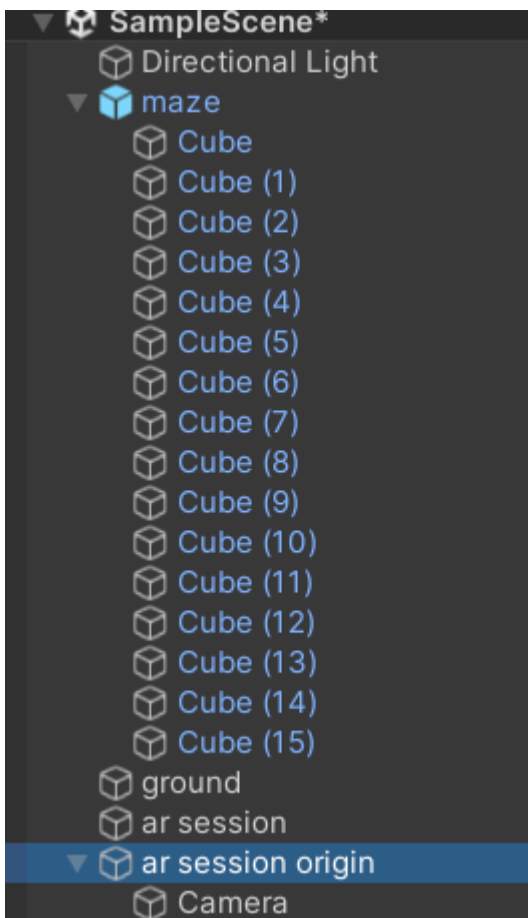 SampleScene*
Directional Light
maze
Cube
Cube (1)
Cube (2)
Cube (3)
Cube (4)
Cube (5)
Cube (6)
Cube (7)
Cube (8)
Cube (9)
Cube (10)
Cube (11)
Cube (12)
Cube (13)
Cube (14)
Cube (15)
ground
ar session
ar session origin
Camera